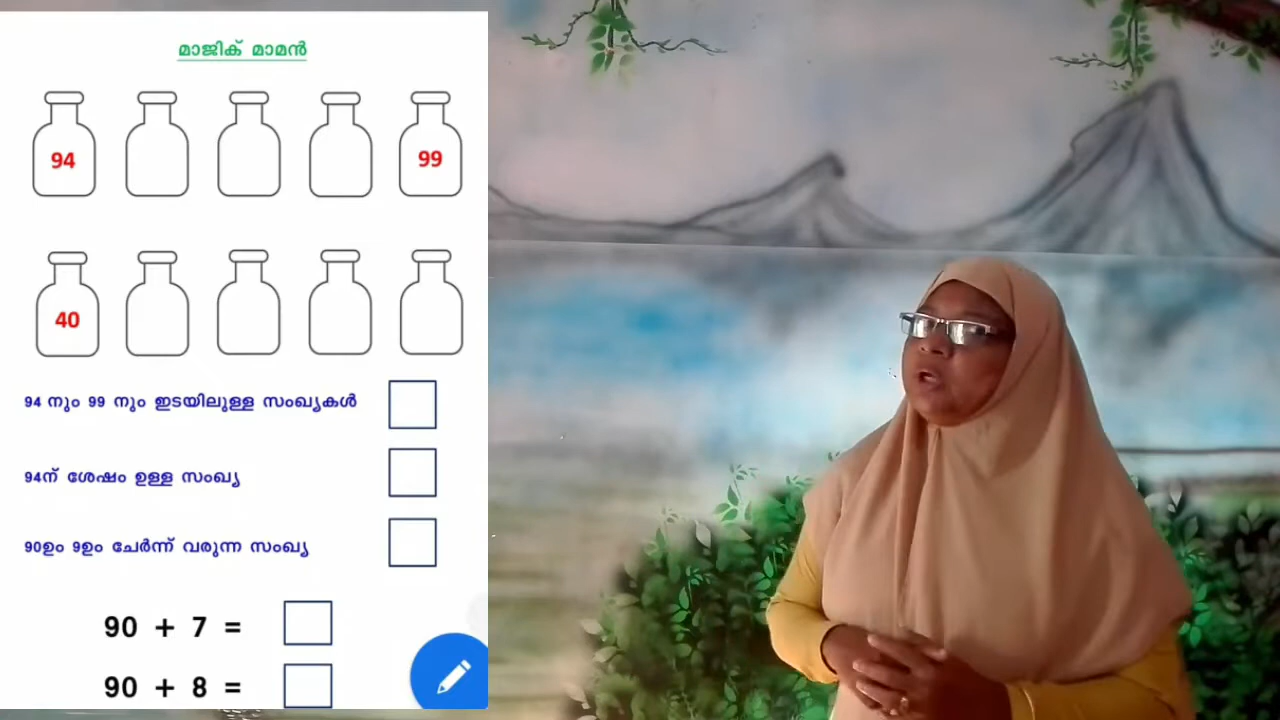 മാജിക് മാമൻ
94 99
40
94 നും 99 നും ഇടയിലുള്ള സംഖ്യകൾ
94ന് ശേഷം ഉള്ള സംഖ്യ
90ഉം 9ഉം ചേർന്ന് വരുന്ന സംഖ്യ
90 + 7 =
90 + 8 =